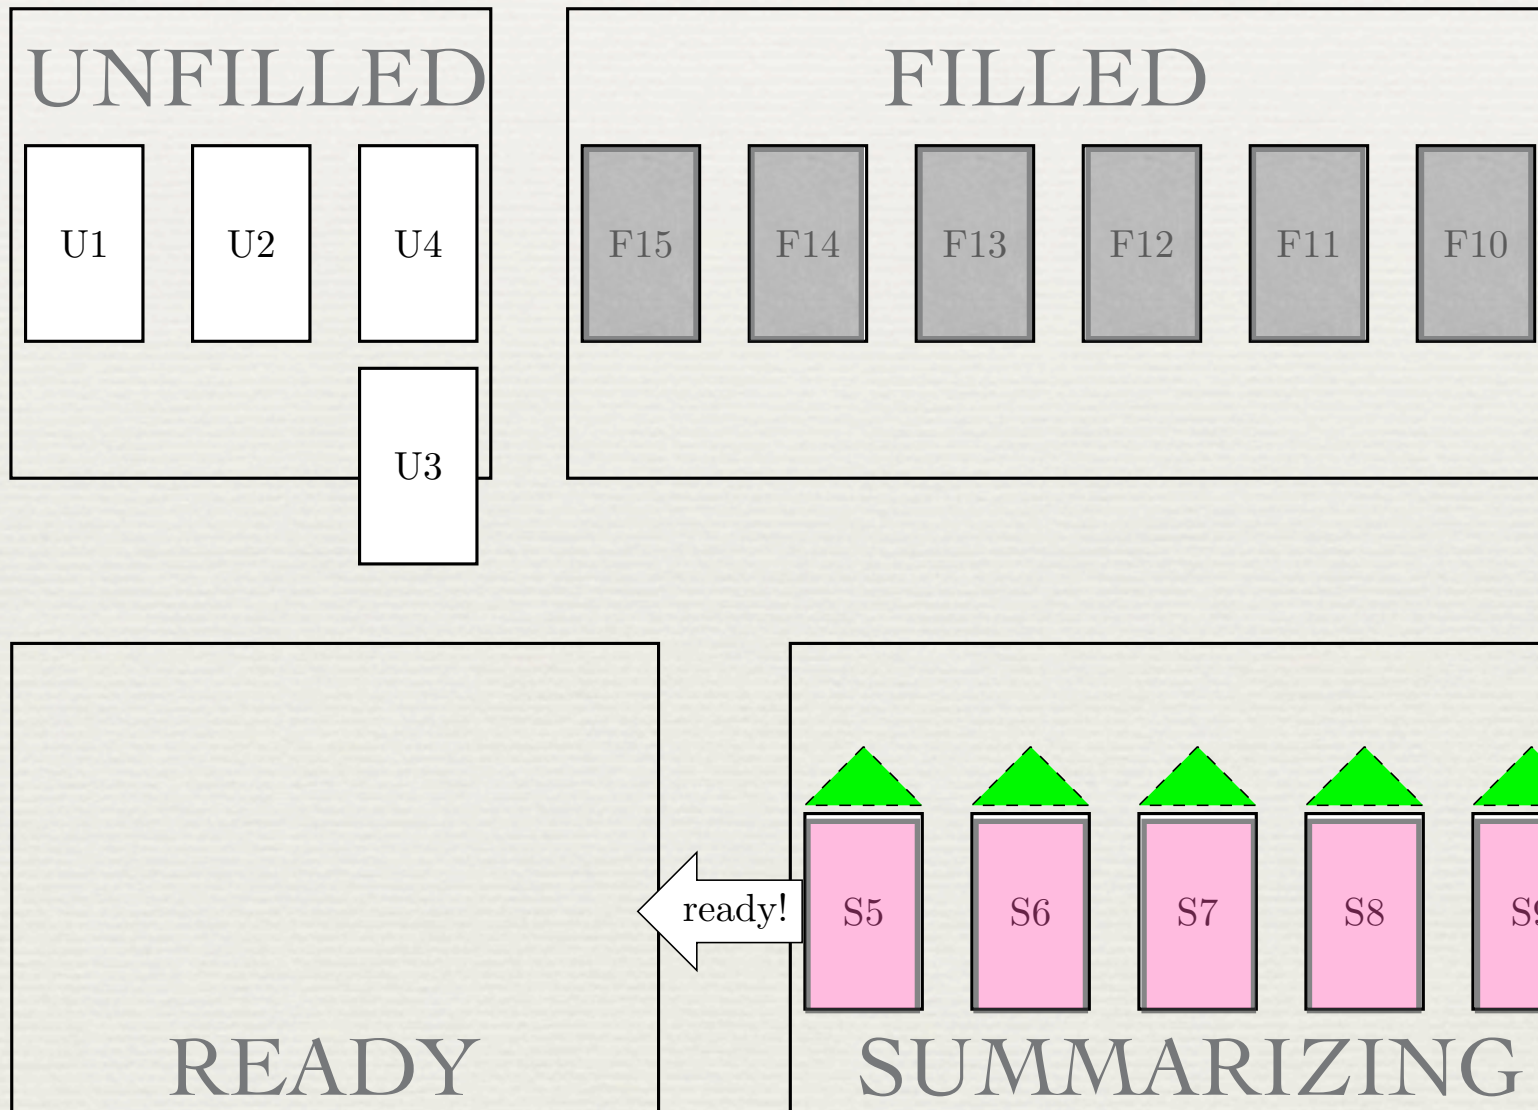 UNFILLED
FILLED
U1 U2 U4
F15 F14 F13 F12 F11 F10
U3
ready!
S5 S6 S7 S8
READY
SUMMARIZING